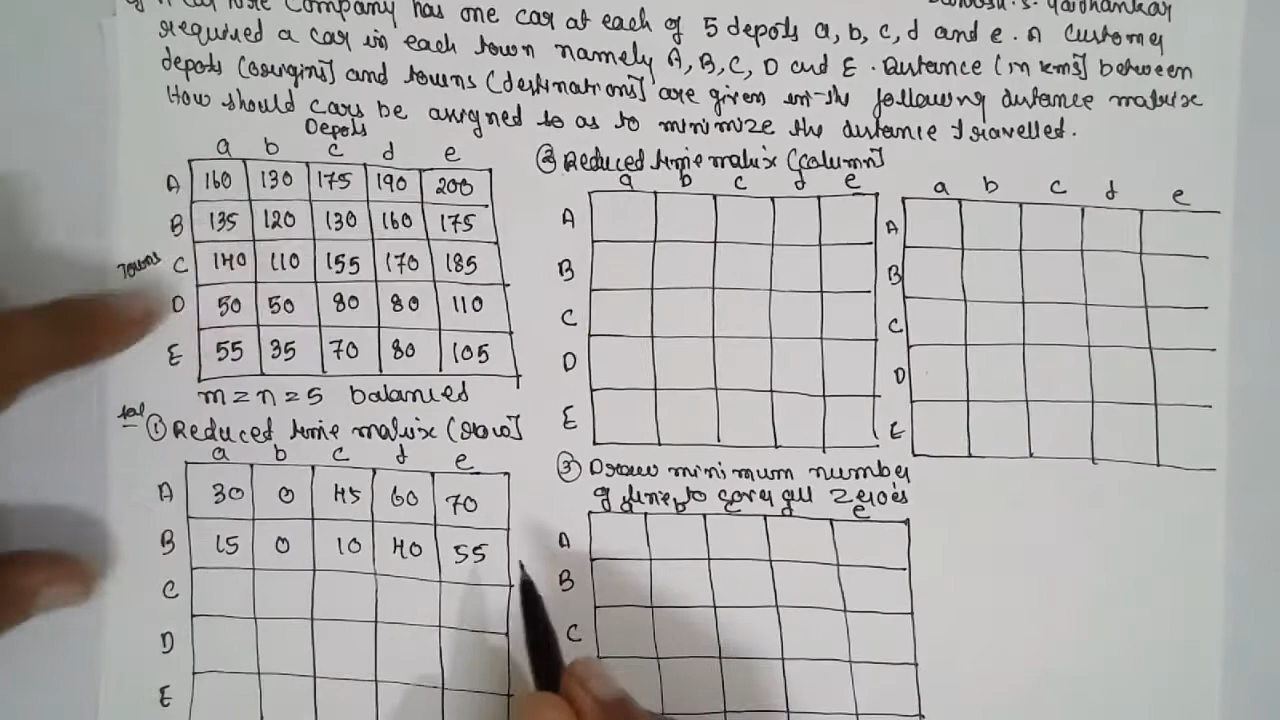 Company has one car at each of 5 depots a, b, c, d and e. A customer
required a car in each town namely A, B, C, D and E. Distance (in kms] between
depots (origins] and towns (destinations] are given in the following distance matrix
How should cars be assigned so as to minimize the distance travelled.
Depots
a b c d e
A 160 130 175 190 200
B 135 120 130 160 175
Towns C 140 110 155 170 185
D 50 50 80 80 110
E 55 35 70 80 105
m = n = 5 balanced
Sol ① Reduced time matrix (row]
a b c d e
A 30 0 45 60 70
B 15 0 10 40 55
C
D
E
② Reduced time matrix (column]
a b c d e
A
B
C
D
E
a b c d e
A
B
C
D
E
③ Draw minimum number
of line to cover all Zeroes
a b c d e
A
B
C